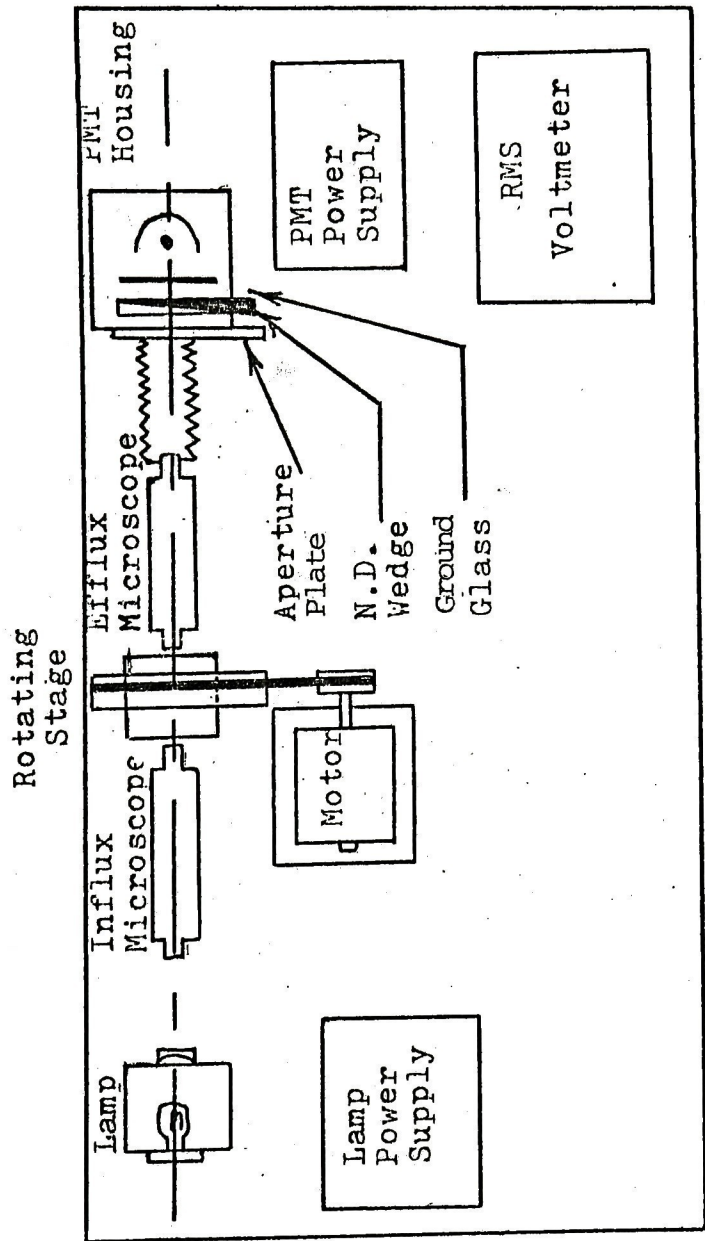 Rotating
Stage
Lamp
Influx
Microscope
Efflux
Microscope
PMT
Housing
Motor
Aperture
Plate
N.D.
Wedge
Ground
Glass
Lamp
Power
Supply
PMT
Power
Supply
RMS
Voltmeter